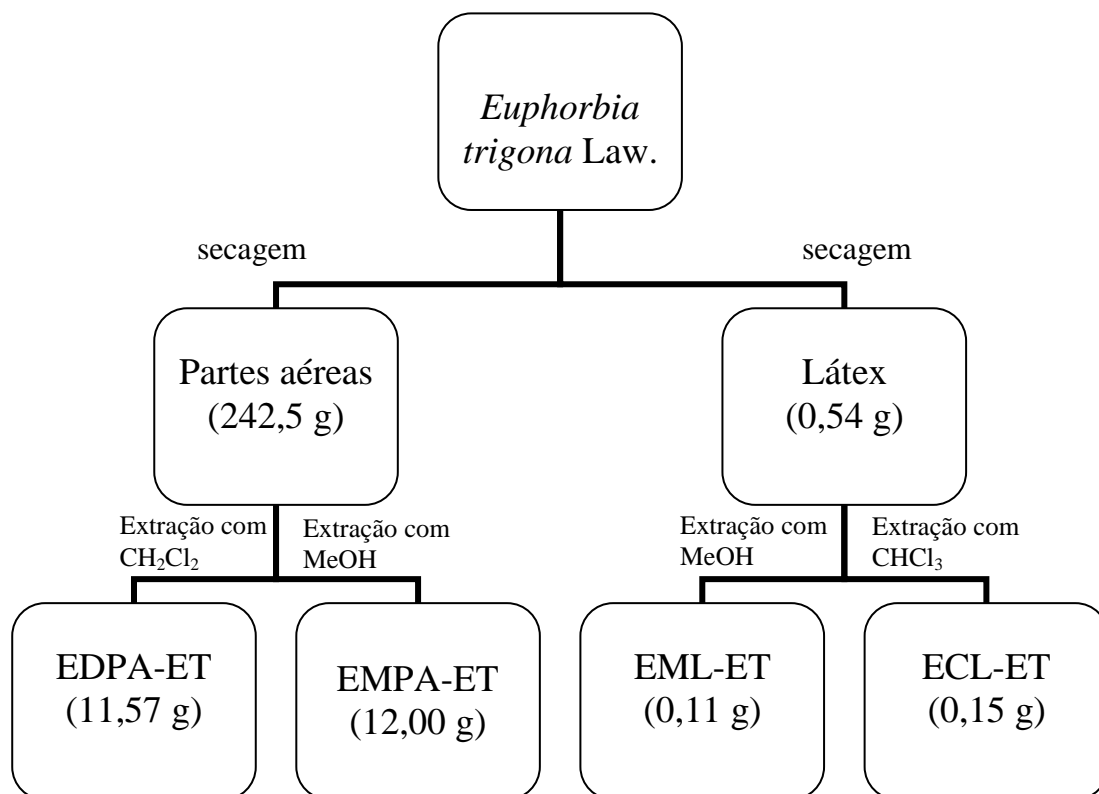 Euphorbia
trigona Law.
secagem
secagem
Partes aéreas
(242,5 g)
Látex
(0,54 g)
Extração com
CH₂Cl₂
Extração com
MeOH
Extração com
MeOH
Extração com
CHCl₃
EDPA-ET
(11,57 g)
EMPA-ET
(12,00 g)
EML-ET
(0,11 g)
ECL-ET
(0,15 g)